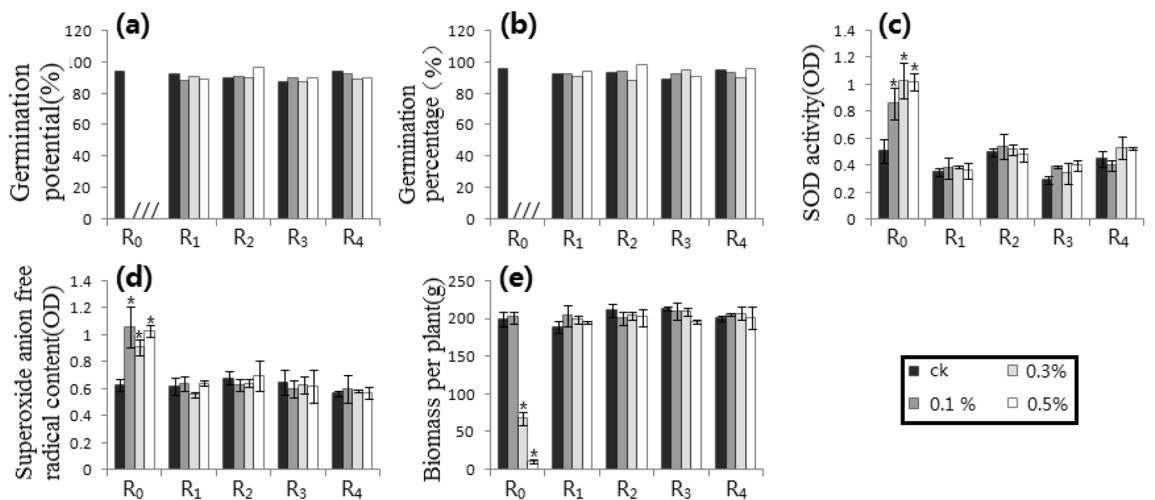 (a)
Germination
potential(%)
120
100
80
60
40
20
0
R0 R1 R2 R3 R4
(b)
Germination
percentage (%)
120
100
80
60
40
20
0
R0 R1 R2 R3 R4
(c)
SOD activity(OD)
1.4
1.2
1
0.8
0.6
0.4
0.2
0
* * *
R0 R1 R2 R3 R4
(d)
Superoxide anion free
radical content(OD)
1.4
1.2
1
0.8
0.6
0.4
0.2
0
* * *
R0 R1 R2 R3 R4
(e)
Biomass per plant(g)
250
200
150
100
50
0
* *
R0 R1 R2 R3 R4
ck 0.3%
0.1 % 0.5%